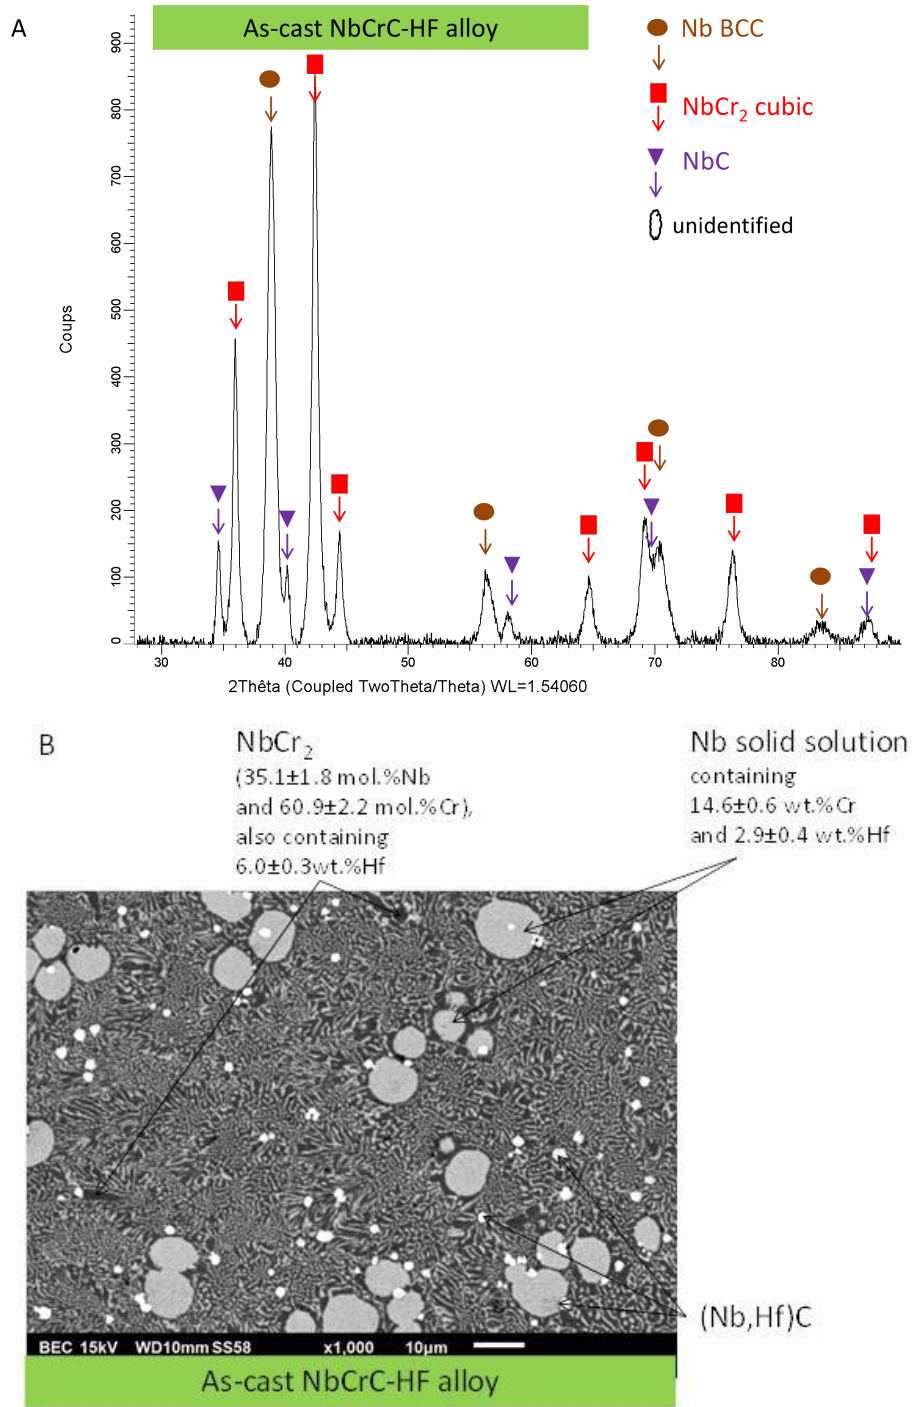 A
As-cast NbCrC-HF alloy
Nb BCC
NbCr₂ cubic
NbC
unidentified
Coups
900
800
700
600
500
400
300
200
100
0
30 40 50 60 70 80
2Thêta (Coupled TwoTheta/Theta) WL=1.54060
B
NbCr₂
(35.1±1.8 mol.%Nb
and 60.9±2.2 mol.%Cr),
also containing
6.0±0.3wt.%Hf
Nb solid solution
containing
14.6±0.6 wt.%Cr
and 2.9±0.4 wt.%Hf
(Nb,Hf)C
BEC 15kV WD10mm SS58 x1,000 10µm
As-cast NbCrC-HF alloy